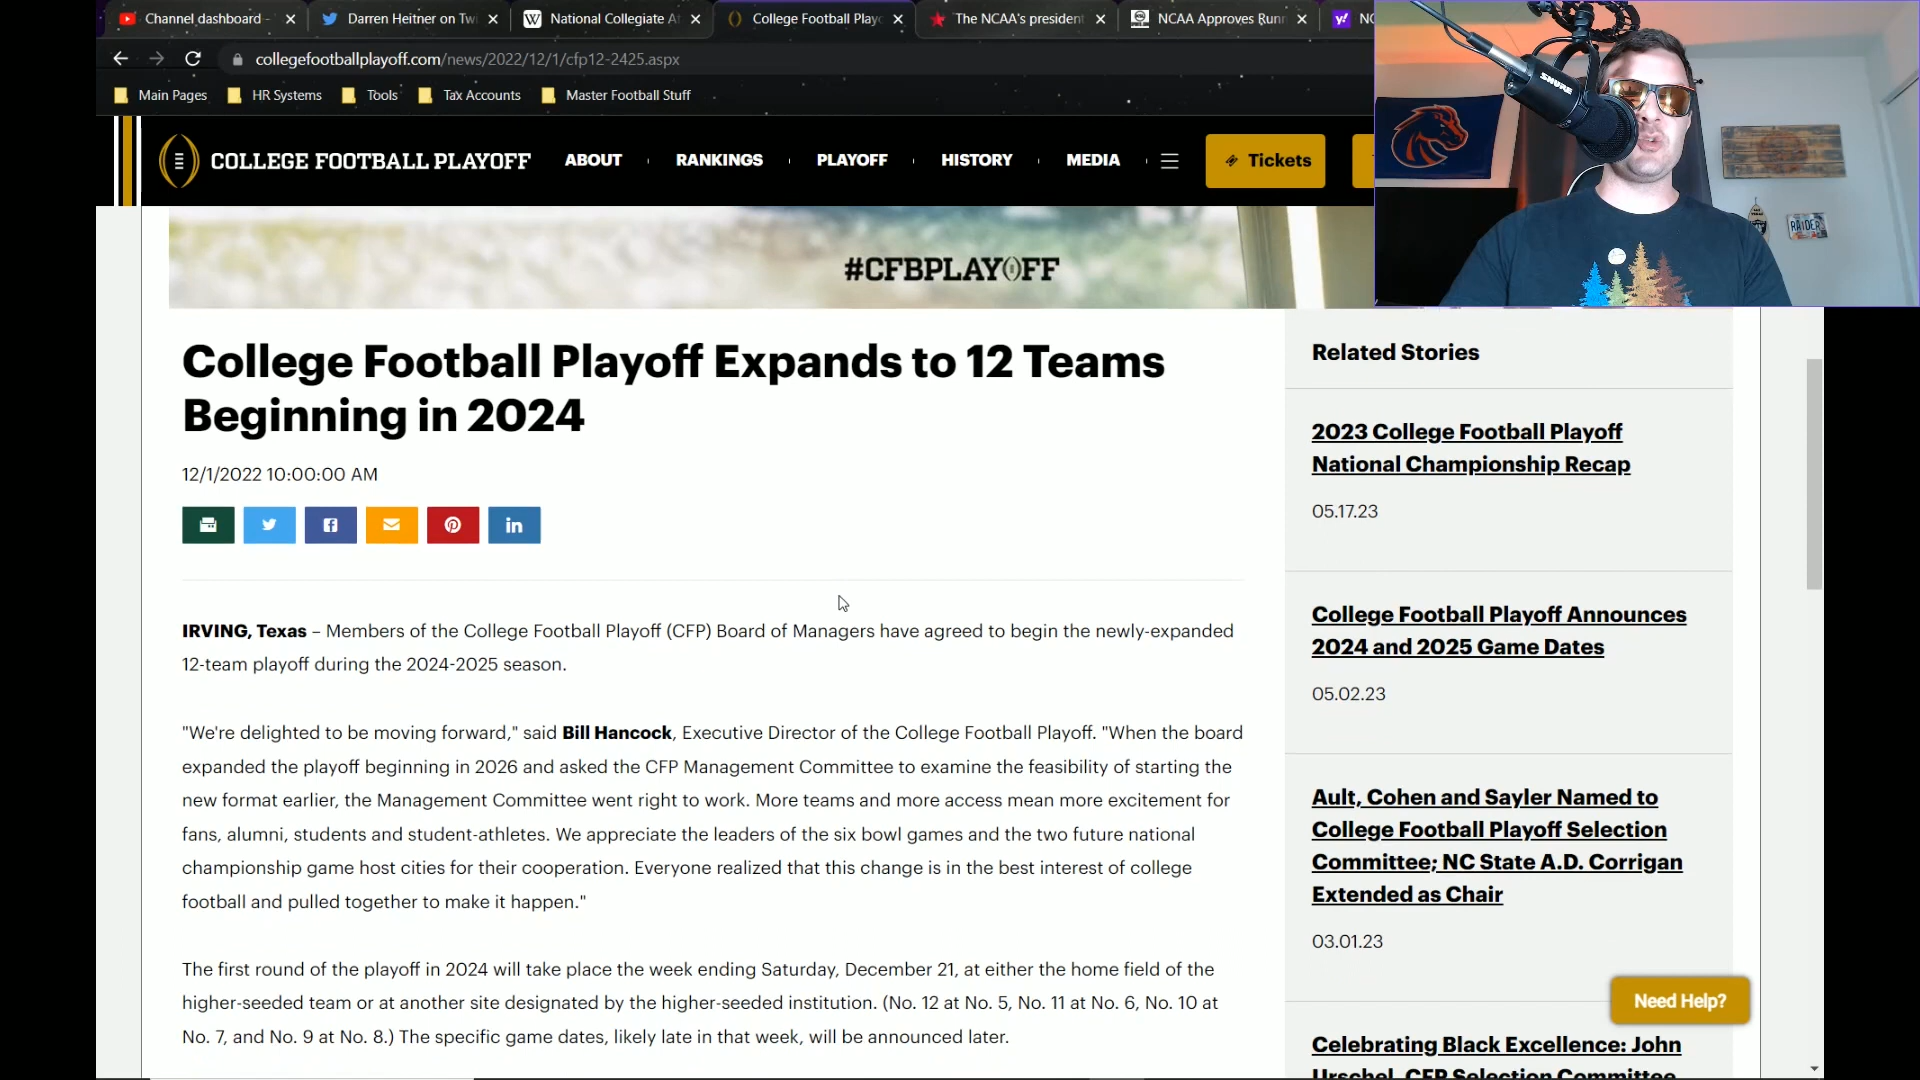 Channel dashboard -
Darren Heitner on Twi
National Collegiate A
College Football Playo
The NCAA's president
NCAA Approves Runn
NC
collegefootballplayoff.com/news/2022/12/1/cfp12-2425.aspx
Main Pages
HR Systems
Tools
Tax Accounts
Master Football Stuff
SHURE
RAIDER
COLLEGE FOOTBALL PLAYOFF
ABOUT
RANKINGS
PLAYOFF
HISTORY
MEDIA
Tickets
#CFBPLAYOFF
College Football Playoff Expands to 12 Teams
Beginning in 2024
12/1/2022 10:00:00 AM
IRVING, Texas – Members of the College Football Playoff (CFP) Board of Managers have agreed to begin the newly-expanded
12-team playoff during the 2024-2025 season.
"We're delighted to be moving forward," said Bill Hancock, Executive Director of the College Football Playoff. "When the board
expanded the playoff beginning in 2026 and asked the CFP Management Committee to examine the feasibility of starting the
new format earlier, the Management Committee went right to work. More teams and more access mean more excitement for
fans, alumni, students and student-athletes. We appreciate the leaders of the six bowl games and the two future national
championship game host cities for their cooperation. Everyone realized that this change is in the best interest of college
football and pulled together to make it happen."
The first round of the playoff in 2024 will take place the week ending Saturday, December 21, at either the home field of the
higher-seeded team or at another site designated by the higher-seeded institution. (No. 12 at No. 5, No. 11 at No. 6, No. 10 at
No. 7, and No. 9 at No. 8.) The specific game dates, likely late in that week, will be announced later.
Related Stories
2023 College Football Playoff
National Championship Recap
05.17.23
College Football Playoff Announces
2024 and 2025 Game Dates
05.02.23
Ault, Cohen and Sayler Named to
College Football Playoff Selection
Committee; NC State A.D. Corrigan
Extended as Chair
03.01.23
Need Help?
Celebrating Black Excellence: John
Urschel, CFP Selection Committee